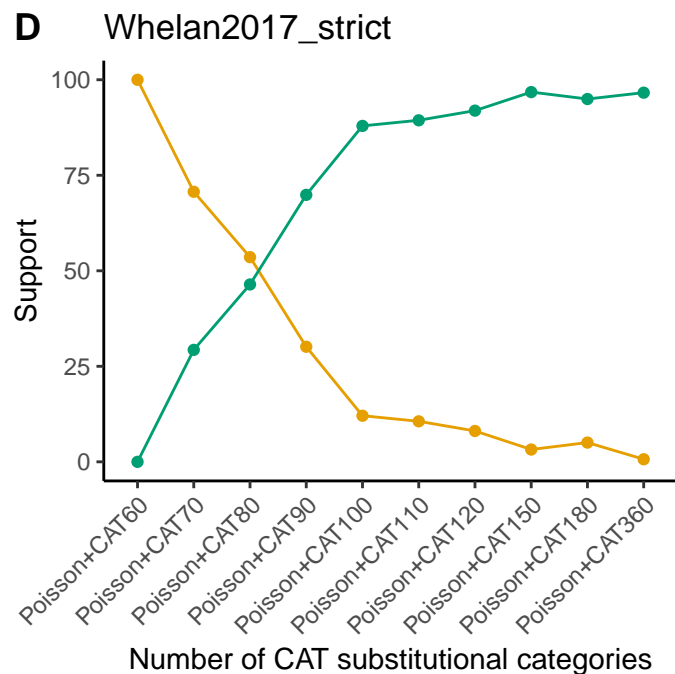 D Whelan2017_strict
100
75
50
25
0
Support
Poisson+CAT60
Poisson+CAT70
Poisson+CAT80
Poisson+CAT90
Poisson+CAT100
Poisson+CAT110
Poisson+CAT120
Poisson+CAT150
Poisson+CAT180
Poisson+CAT360
Number of CAT substitutional categories